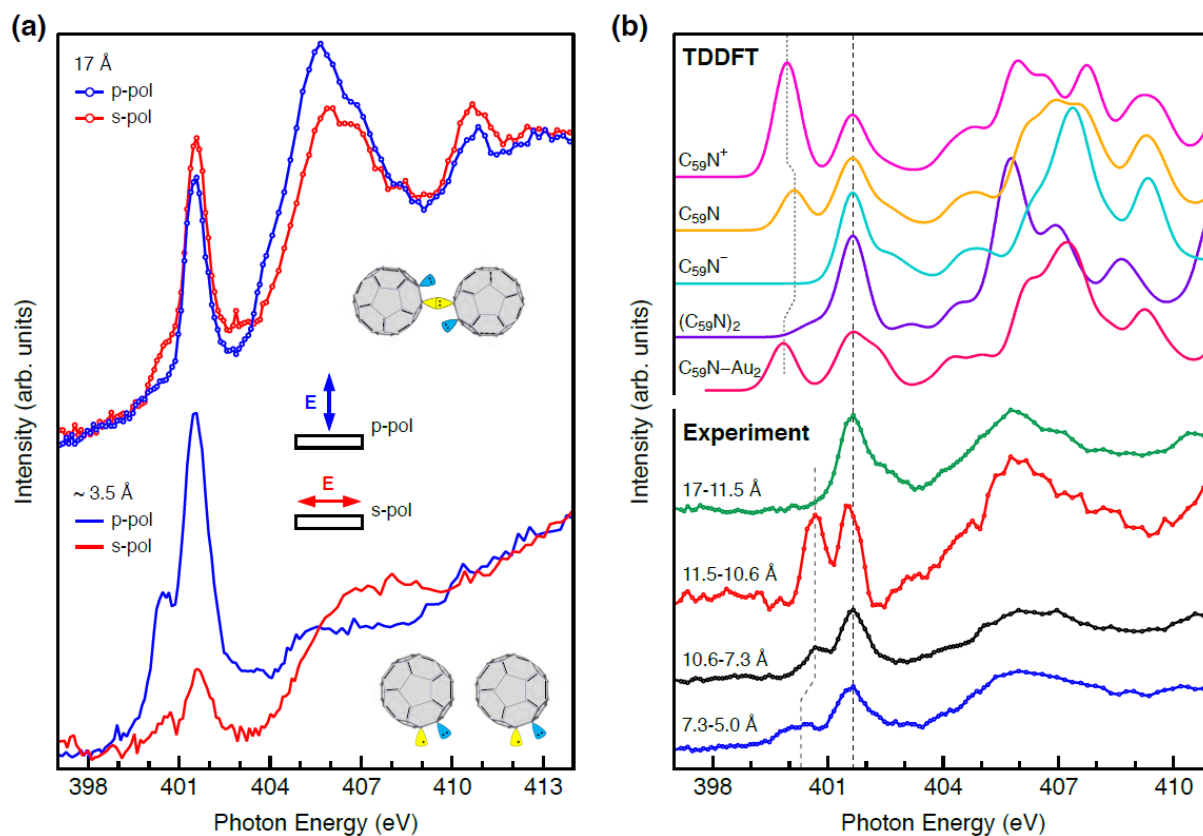 (a)
17 Å
p-pol
s-pol
E
p-pol
E
s-pol
~ 3.5 Å
p-pol
s-pol
Intensity (arb. units)
398 401 404 407 410 413
Photon Energy (eV)
(b)
TDDFT
C₅₉N⁺
C₅₉N
C₅₉N⁻
(C₅₉N)₂
C₅₉N−Au₂
Experiment
17-11.5 Å
11.5-10.6 Å
10.6-7.3 Å
7.3-5.0 Å
Intensity (arb. units)
398 401 404 407 410
Photon Energy (eV)